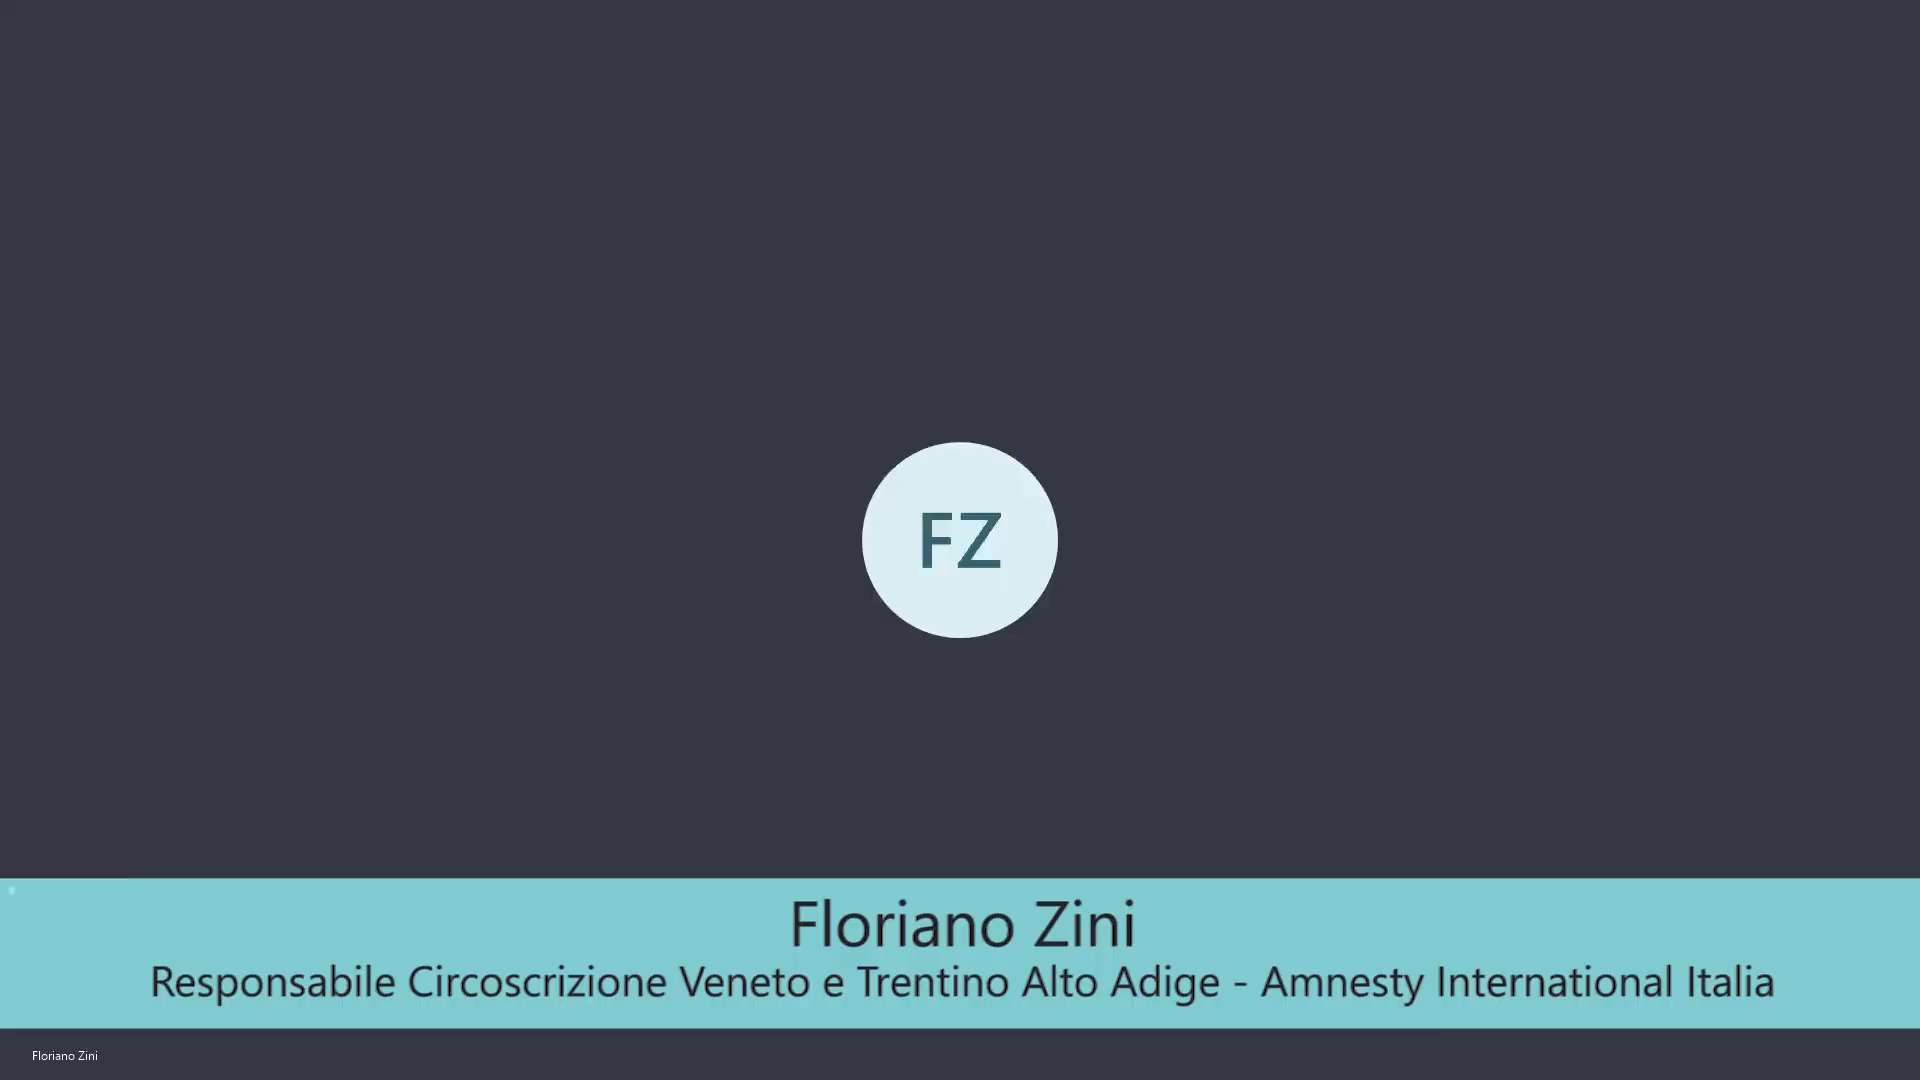 FZ
Floriano Zini
Responsabile Circoscrizione Veneto e Trentino Alto Adige - Amnesty International Italia
Floriano Zini